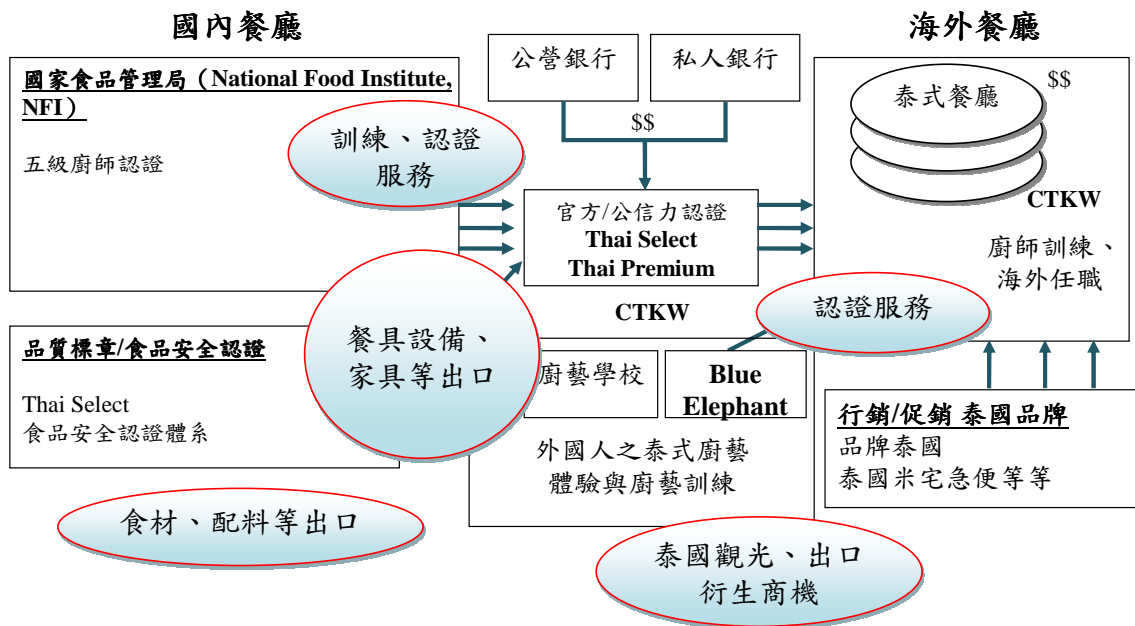 國內餐廳
海外餐廳
國家食品管理局（National Food Institute,
NFI）
五級廚師認證
訓練、認證
服務
公營銀行
私人銀行
$$
官方/公信力認證
Thai Select
Thai Premium
CTKW
泰式餐廳
$$
CTKW
廚師訓練、
海外任職
認證服務
品質標章/食品安全認證
Thai Select
食品安全認證體系
餐具設備、
家具等出口
廚藝學校
Blue
Elephant
外國人之泰式廚藝
體驗與廚藝訓練
行銷/促銷 泰國品牌
品牌泰國
泰國米宅急便等等
食材、配料等出口
泰國觀光、出口
衍生商機